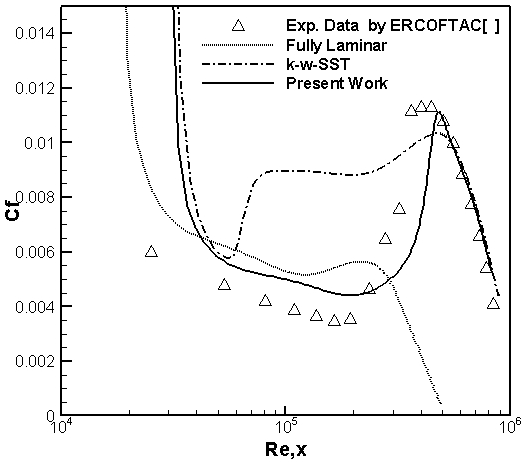 0.014
Exp. Data by ERCOFTAC[ ]
Fully Laminar
k-w-SST
Present Work
0.012
0.01
0.008
Cf
0.006
0.004
0.002
0
10^4
10^5
10^6
Re,x